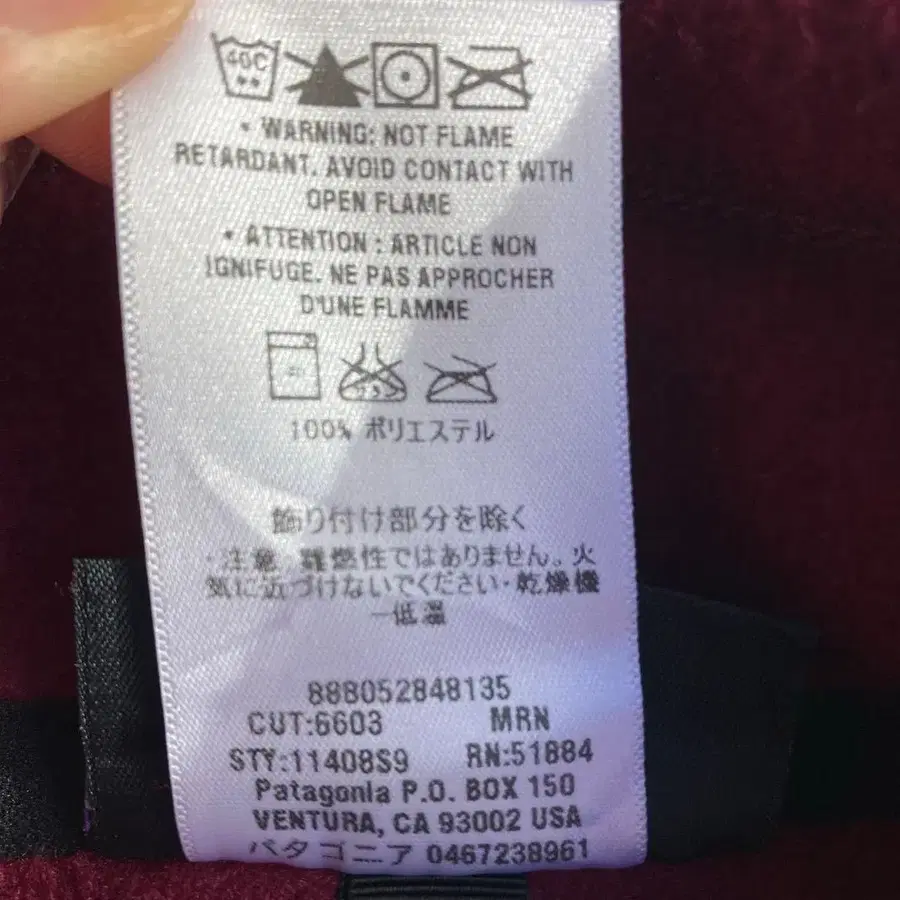 40C
• WARNING: NOT FLAME
RETARDANT. AVOID CONTACT WITH
OPEN FLAME
• ATTENTION : ARTICLE NON
IGNIFUGE. NE PAS APPROCHER
D'UNE FLAMME
100% ポリエステル
飾り付け部分を除く
・注意 難燃性ではありません。火
気に近づけないでください・乾燥機
ー低温
888052848135
CUT:6603 MRN
STY:11408S9 RN:51884
Patagonia P.O. BOX 150
VENTURA, CA 93002 USA
パタゴニア 0467238961